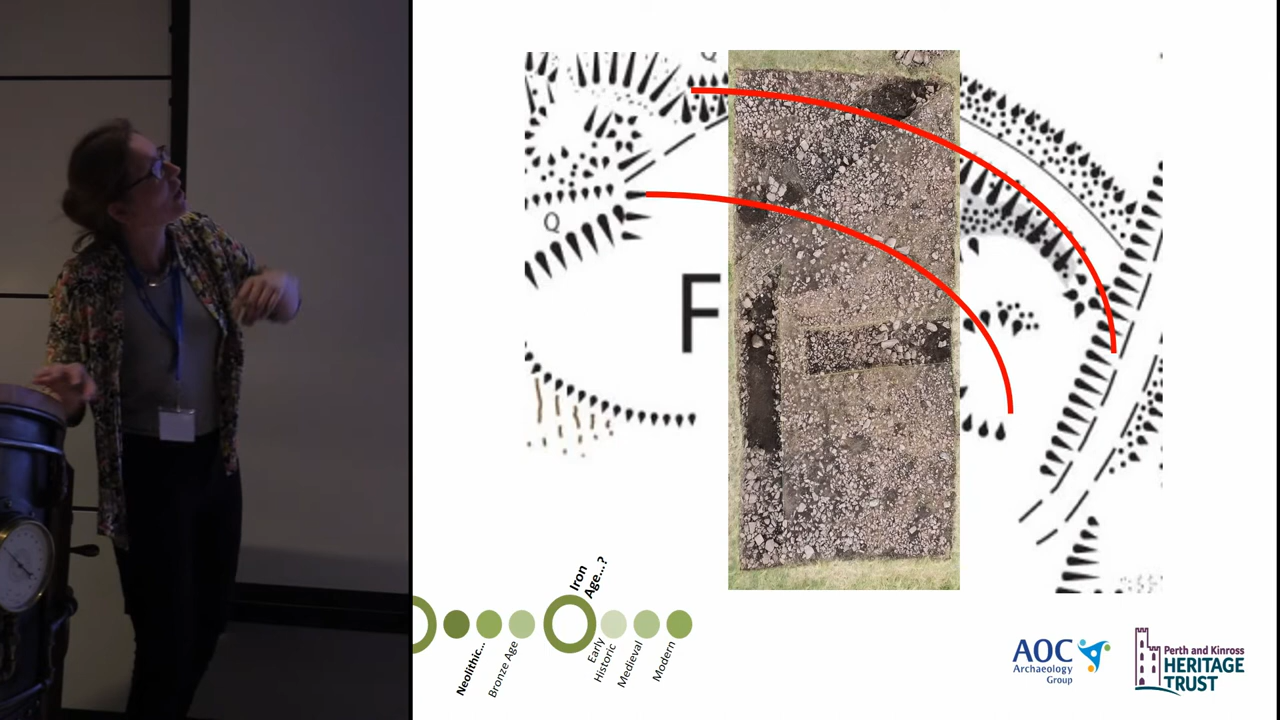 Q
Q
F
Iron
Age...?
Neolithic...
Bronze Age
Early
Historic
Medieval
Modern
AOC
Archaeology
Group
Perth and Kinross
HERITAGE
TRUST